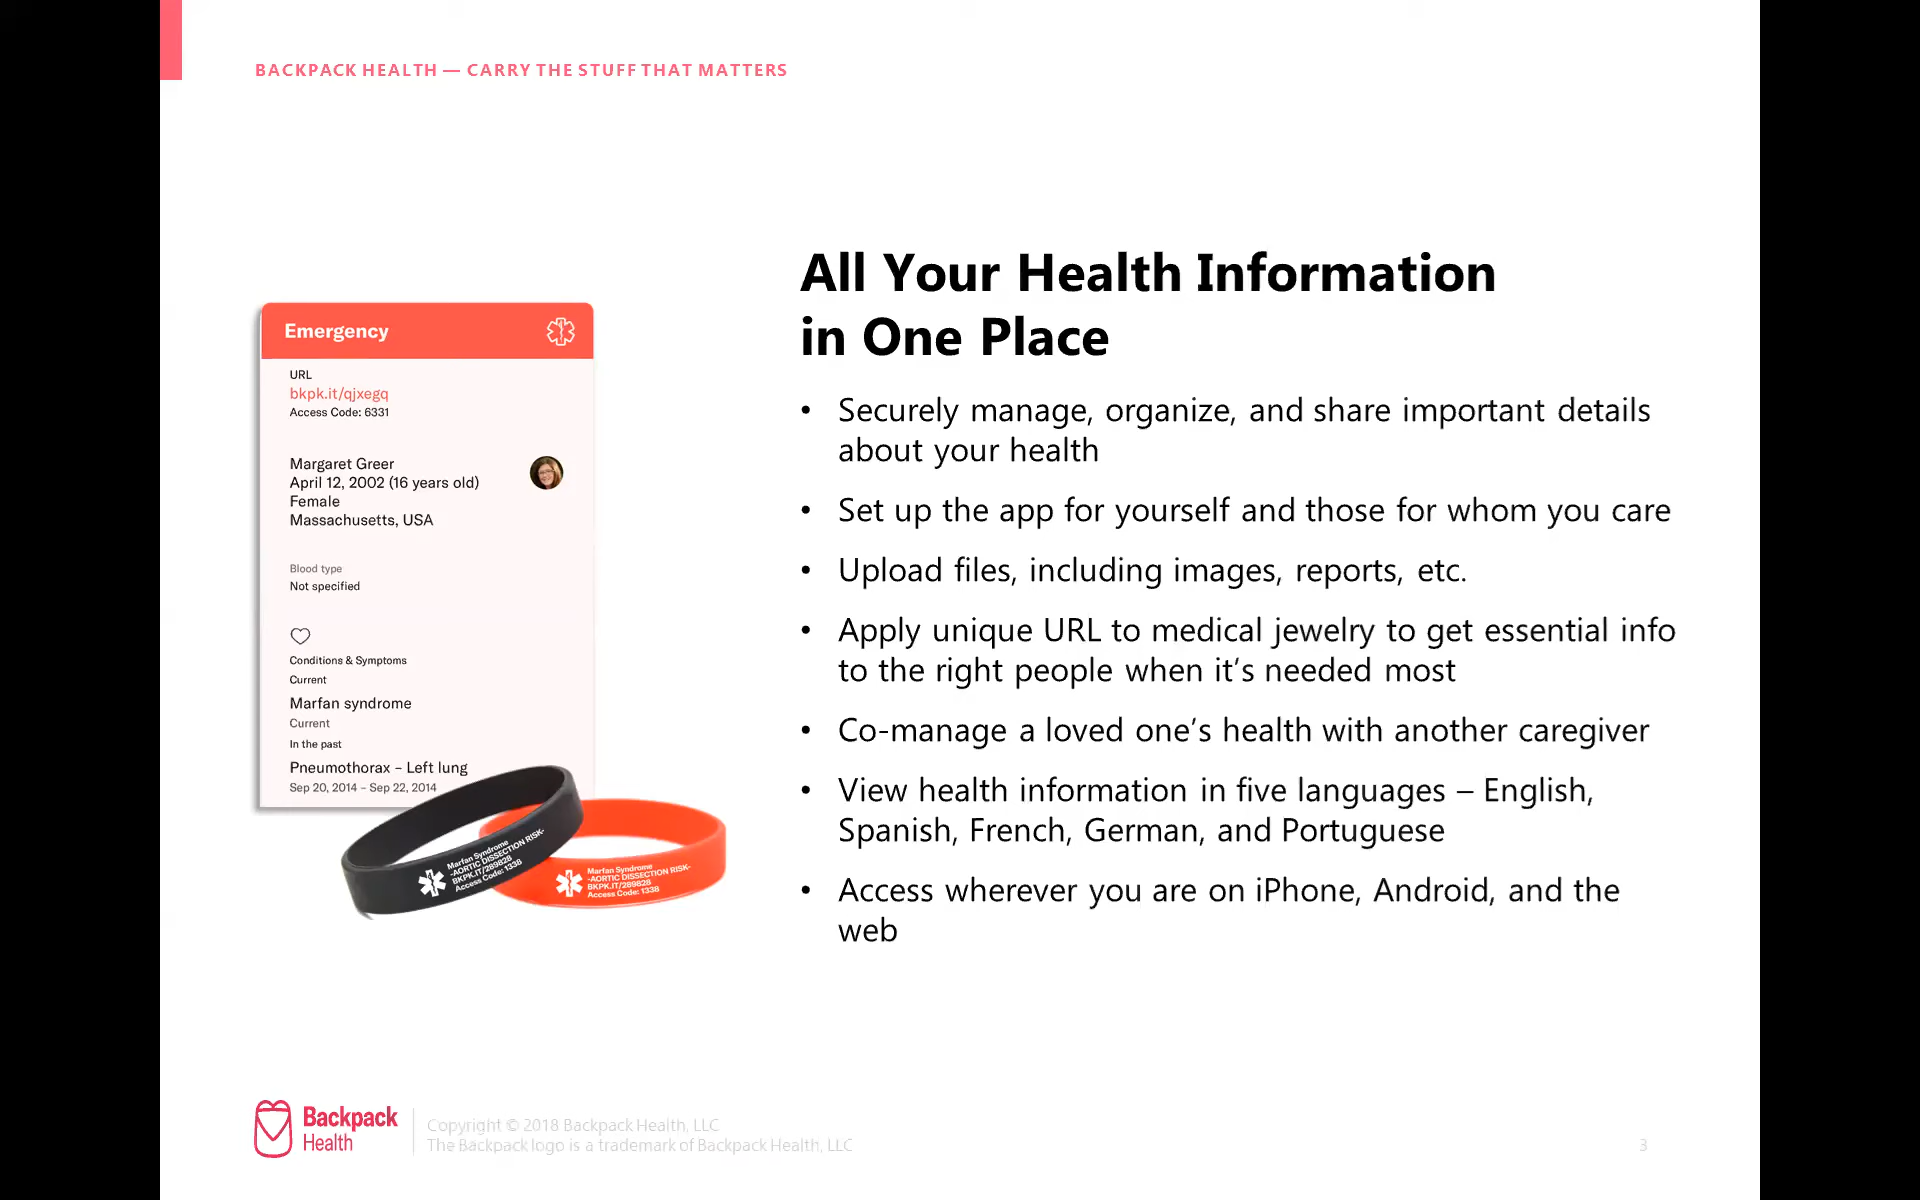 BACKPACK HEALTH — CARRY THE STUFF THAT MATTERS
Emergency
URL
bkpk.it/qjxegq
Access Code: 6331
Margaret Greer
April 12, 2002 (16 years old)
Female
Massachusetts, USA
Blood type
Not specified
Conditions & Symptoms
Current
Marfan syndrome
Current
In the past
Pneumothorax – Left lung
Sep 20, 2014 – Sep 22, 2014
Marfan Syndrome
-AORTIC DISSECTION RISK-
BKPK.IT/289828
Access Code: 1338
Marfan Syndrome
-AORTIC DISSECTION RISK-
BKPK.IT/289828
Access Code: 1338
All Your Health Information
in One Place
• Securely manage, organize, and share important details
about your health
• Set up the app for yourself and those for whom you care
• Upload files, including images, reports, etc.
• Apply unique URL to medical jewelry to get essential info
to the right people when it’s needed most
• Co-manage a loved one’s health with another caregiver
• View health information in five languages – English,
Spanish, French, German, and Portuguese
• Access wherever you are on iPhone, Android, and the
web
Backpack
Health
Copyright © 2018 Backpack Health, LLC
The Backpack logo is a trademark of Backpack Health, LLC
3